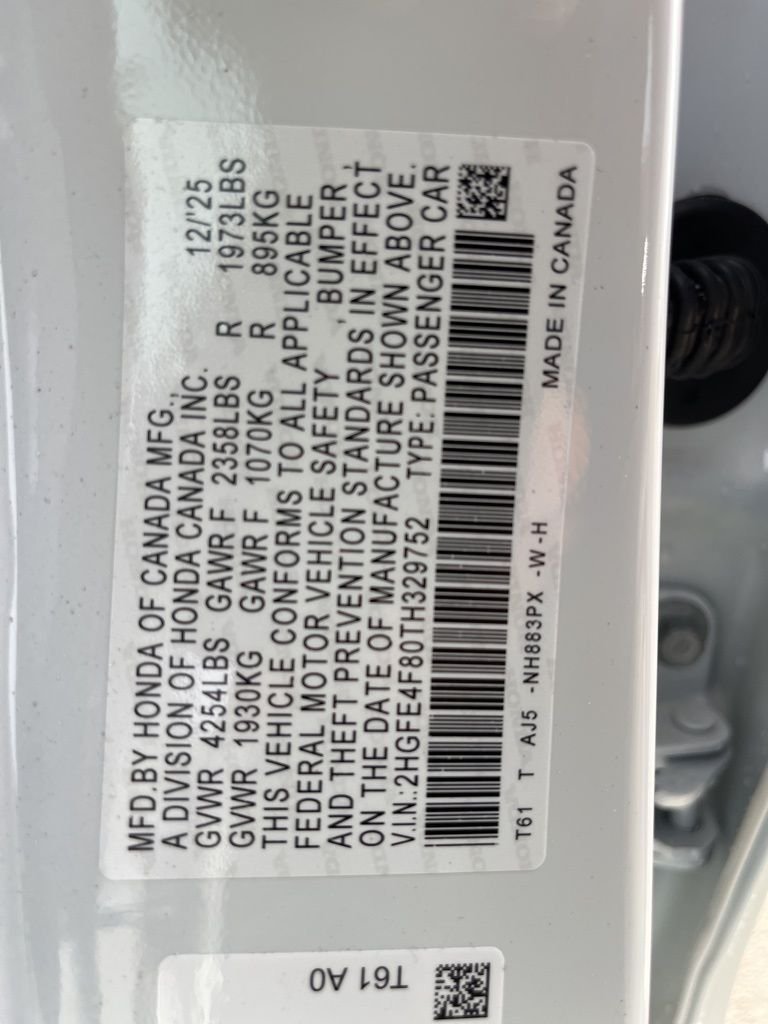 MFD.BY HONDA OF CANADA MFG.,
A DIVISION OF HONDA CANADA INC. 12/'25
GVWR 4254LBS GAWR F 2358LBS R 1973LBS
GVWR 1930KG GAWR F 1070KG R 895KG
THIS VEHICLE CONFORMS TO ALL APPLICABLE
FEDERAL MOTOR VEHICLE SAFETY , BUMPER ,
AND THEFT PREVENTION STANDARDS IN EFFECT
ON THE DATE OF MANUFACTURE SHOWN ABOVE.
V.I.N.:2HGFE4F80TH329752 TYPE: PASSENGER CAR
T61 T AJ5 -NH883PX -W-H MADE IN CANADA
T61 A0